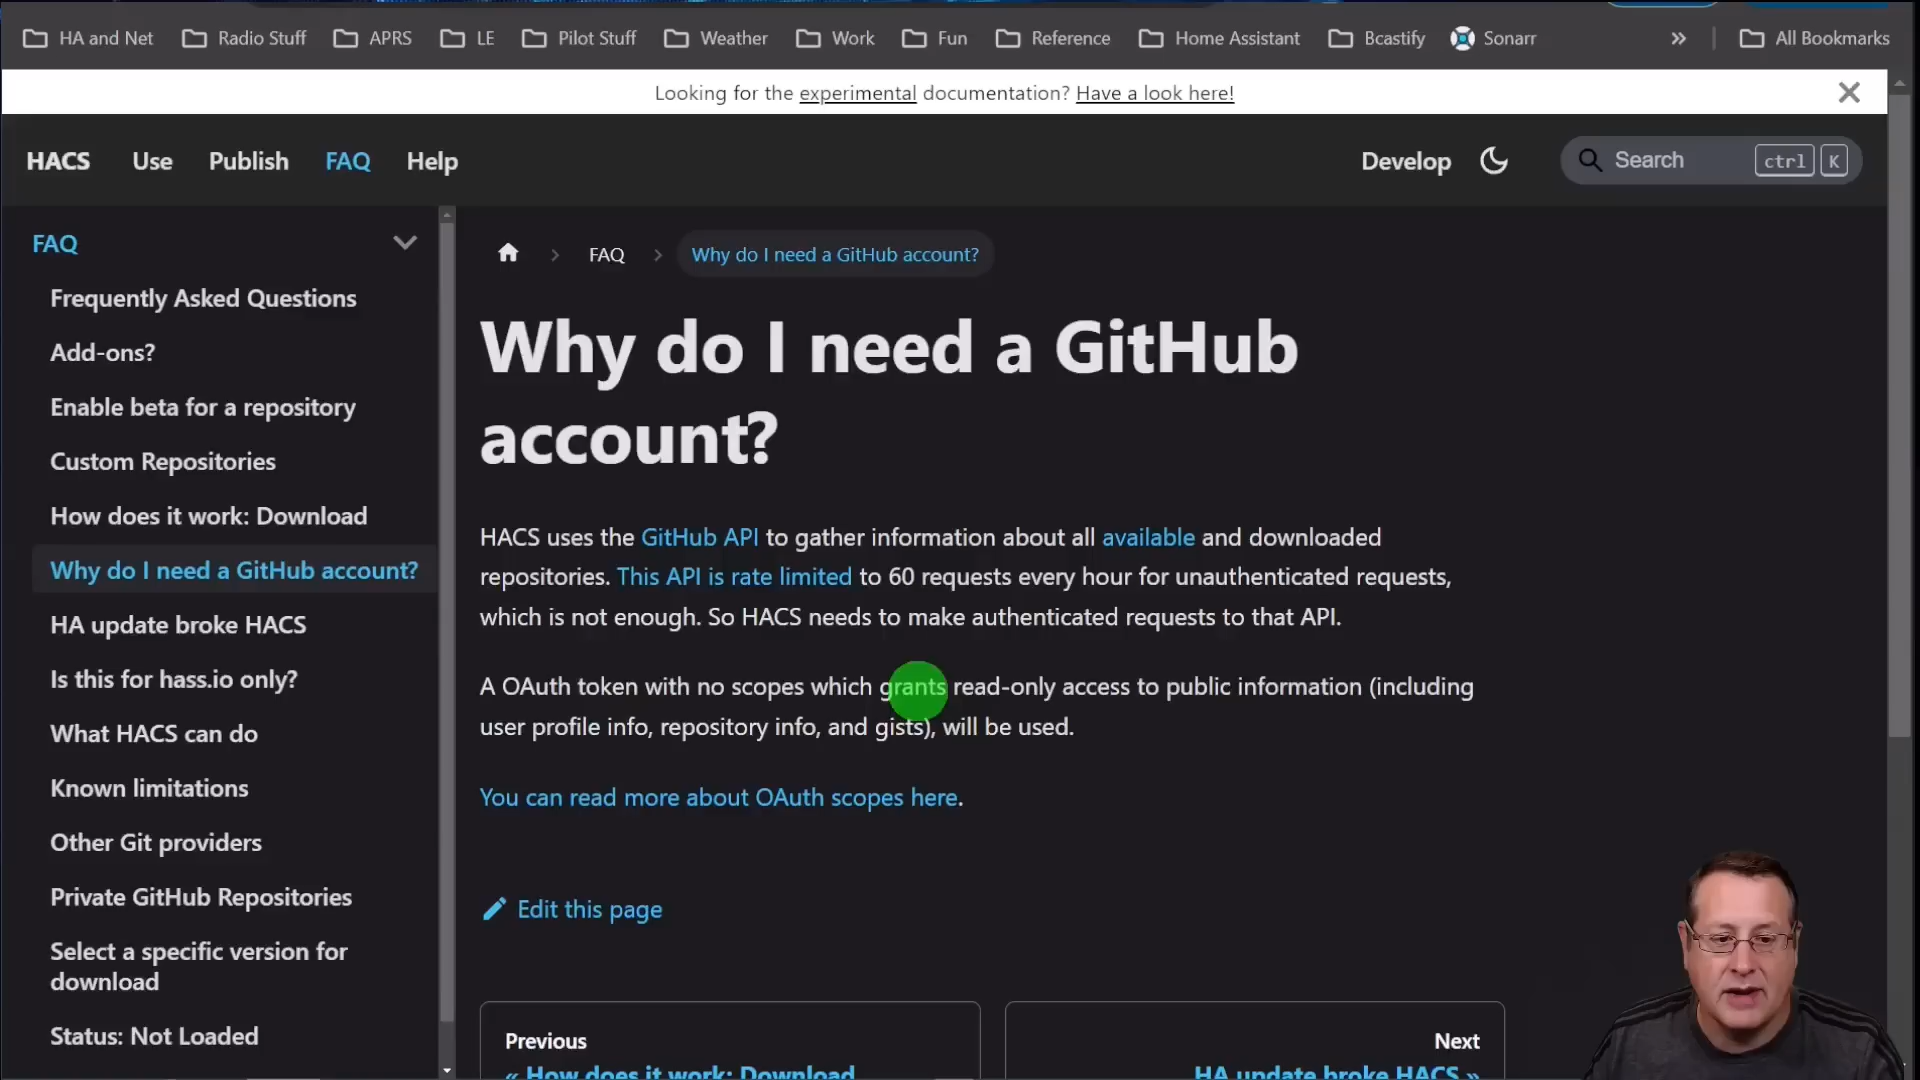 HA and Net Radio Stuff APRS LE Pilot Stuff Weather Work Fun Reference Home Assistant Bcastify Sonarr » All Bookmarks
Looking for the experimental documentation? Have a look here!
HACS Use Publish FAQ Help Develop Search ctrl K
FAQ
Frequently Asked Questions
Add-ons?
Enable beta for a repository
Custom Repositories
How does it work: Download
Why do I need a GitHub account?
HA update broke HACS
Is this for hass.io only?
What HACS can do
Known limitations
Other Git providers
Private GitHub Repositories
Select a specific version for
download
Status: Not Loaded
FAQ Why do I need a GitHub account?
Why do I need a GitHub
account?
HACS uses the GitHub API to gather information about all available and downloaded
repositories. This API is rate limited to 60 requests every hour for unauthenticated requests,
which is not enough. So HACS needs to make authenticated requests to that API.
A OAuth token with no scopes which grants read-only access to public information (including
user profile info, repository info, and gists), will be used.
You can read more about OAuth scopes here.
Edit this page
Previous
« How does it work: Download
Next
HA update broke HACS »